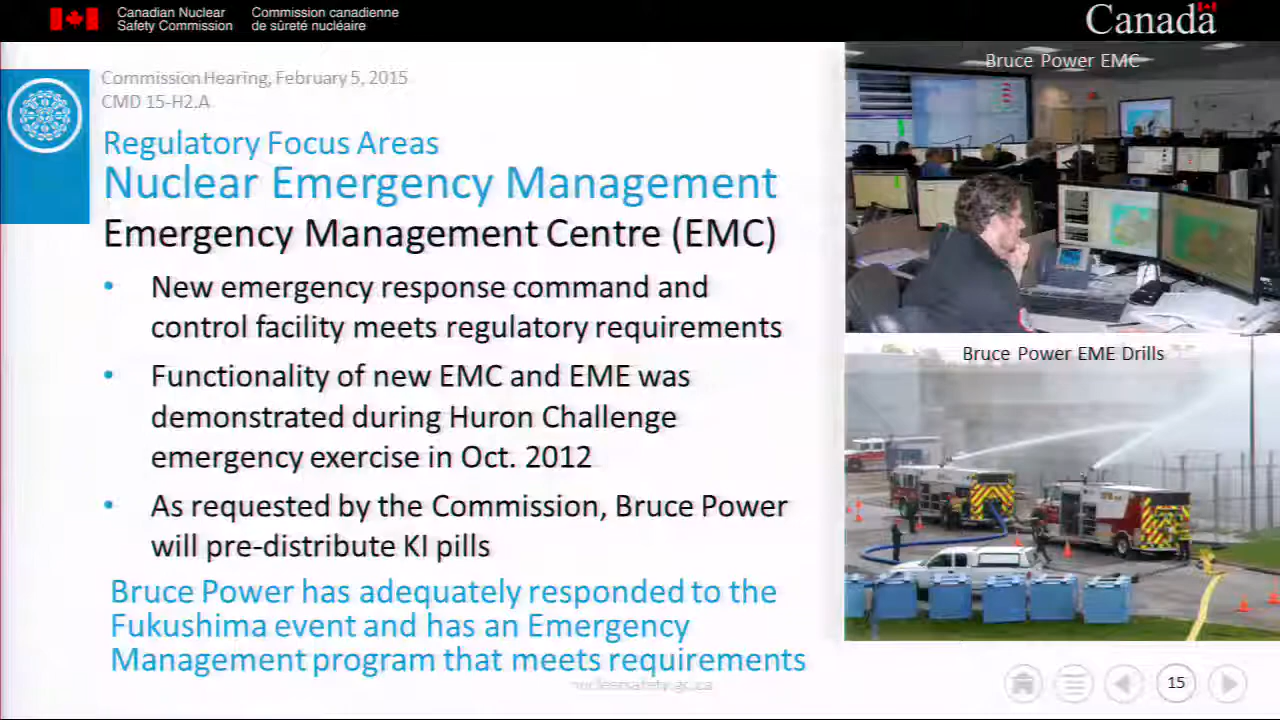 Canadian Nuclear
Safety Commission
Commission canadienne
de sûreté nucléaire
Canada
Commission Hearing, February 5, 2015
CMD 15-H2.A
Regulatory Focus Areas
Nuclear Emergency Management
Emergency Management Centre (EMC)
• New emergency response command and
control facility meets regulatory requirements
• Functionality of new EMC and EME was
demonstrated during Huron Challenge
emergency exercise in Oct. 2012
• As requested by the Commission, Bruce Power
will pre-distribute KI pills
Bruce Power has adequately responded to the
Fukushima event and has an Emergency
Management program that meets requirements
Bruce Power EMC
Bruce Power EME Drills
nuclearsafety.gc.ca
15